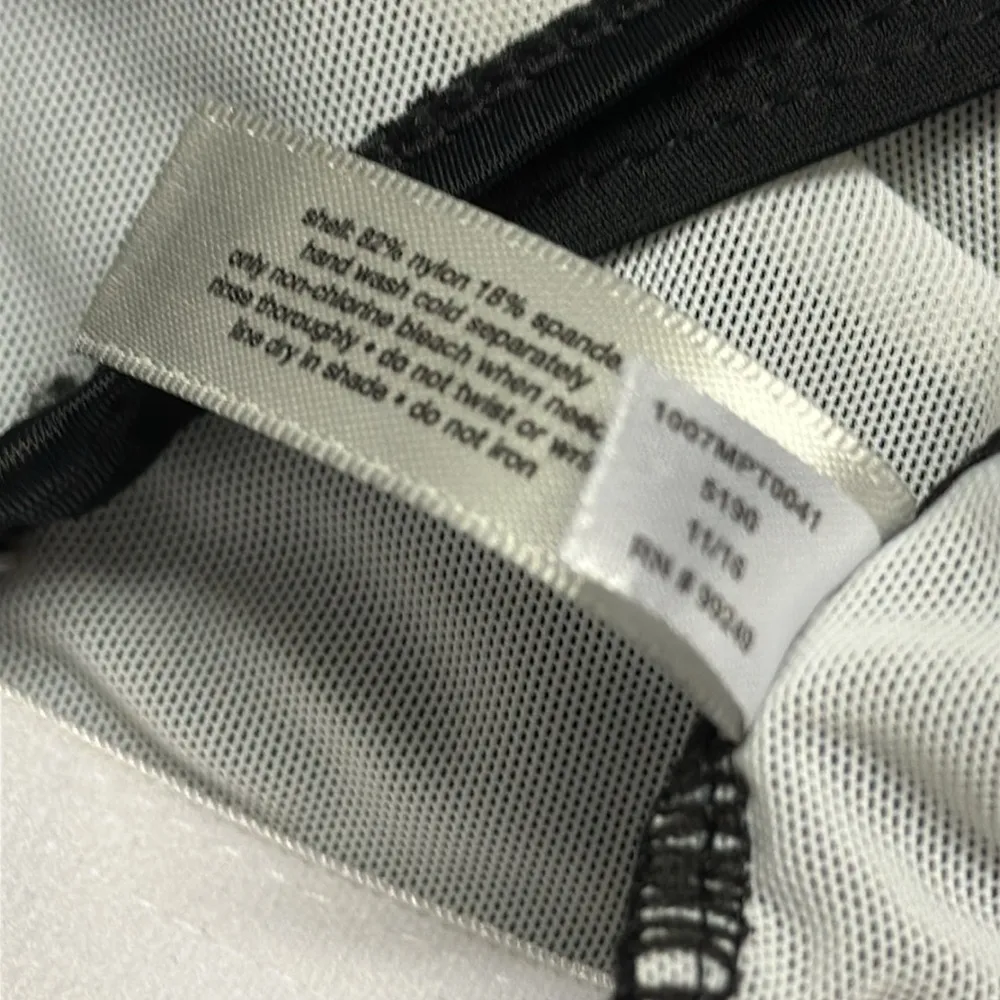 shell: 82% nylon 18% spande
hand wash cold separately
only non-chlorine bleach when need
rinse thoroughly • do not twist or wri
line dry in shade • do not iron
1007MPT0041
5190
11/16
RN # 90249